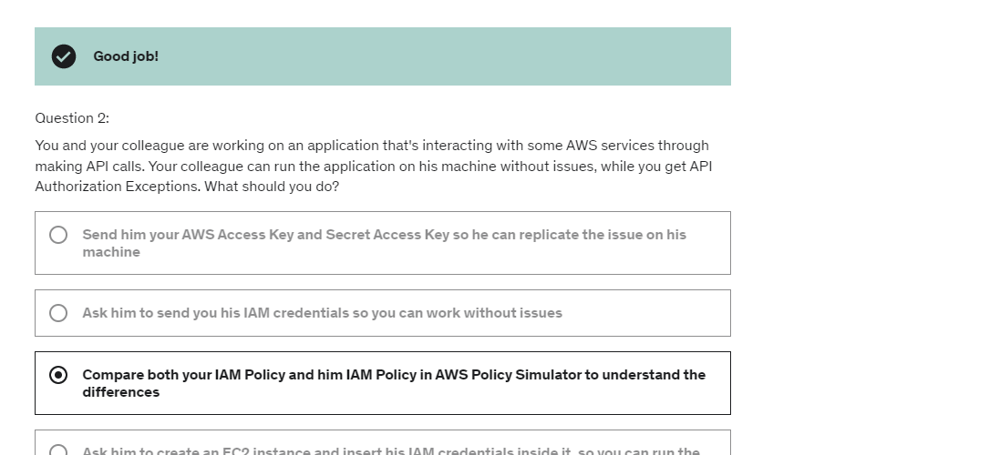 Good job!
Question 2:
You and your colleague are working on an application that's interacting with some AWS services through
making API calls. Your colleague can run the application on his machine without issues, while you get API
Authorization Exceptions. What should you do?
Send him your AWS Access Key and Secret Access Key so he can replicate the issue on his
machine
Ask him to send you his IAM credentials so you can work without issues
Compare both your IAM Policy and him IAM Policy in AWS Policy Simulator to understand the
differences
Ask him to create an EC2 instance and insert his IAM credentials inside it, so you can run the